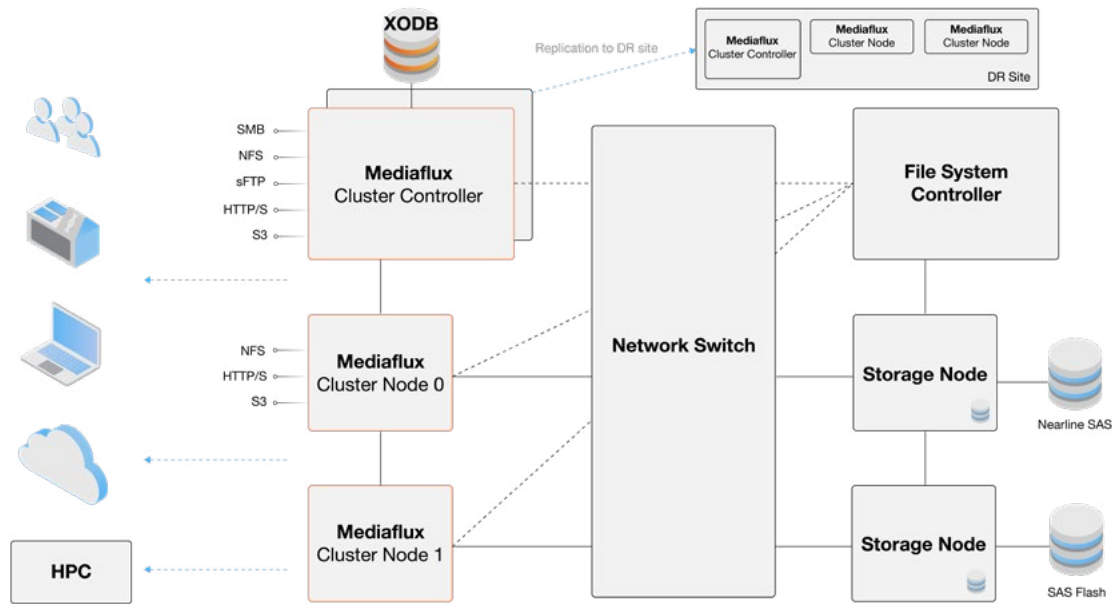 XODB
Replication to DR site
Mediaflux
Cluster Controller
Mediaflux
Cluster Node
Mediaflux
Cluster Node
DR Site
SMB
NFS
sFTP
HTTP/S
S3
Mediaflux
Cluster Controller
File System
Controller
NFS
HTTP/S
S3
Mediaflux
Cluster Node 0
Network Switch
Storage Node
Nearline SAS
Mediaflux
Cluster Node 1
Storage Node
SAS Flash
HPC